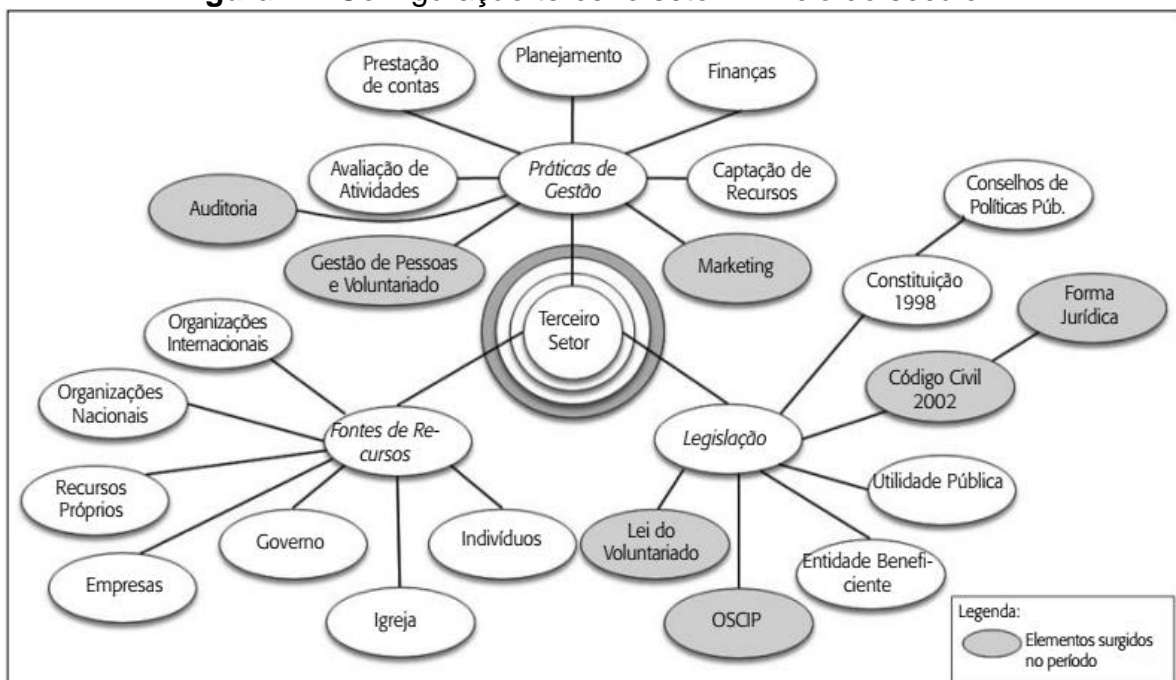 Prestação
de contas
Planejamento
Finanças
Avaliação de
Atividades
Práticas de
Gestão
Captação de
Recursos
Auditoria
Gestão de Pessoas
e Voluntariado
Marketing
Conselhos de
Políticas Púb.
Constituição
1998
Forma
Jurídica
Terceiro
Setor
Organizações
Internacionais
Código Civil
2002
Organizações
Nacionais
Fontes de Re-
cursos
Legislação
Recursos
Próprios
Utilidade Pública
Governo
Indivíduos
Lei do
Voluntariado
Entidade Benefi-
ciente
Empresas
Igreja
OSCIP
Legenda:
Elementos surgidos
no período